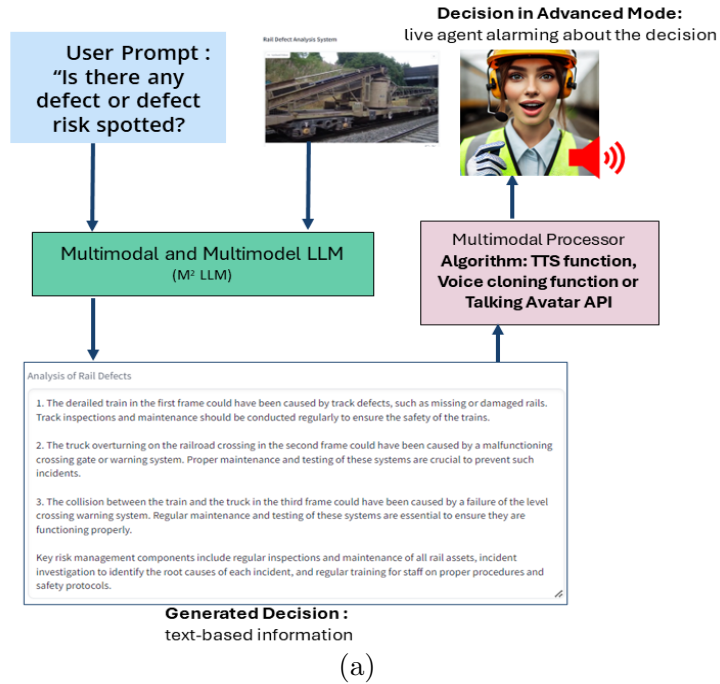 Decision in Advanced Mode:
live agent alarming about the decision
User Prompt :
“Is there any
defect or defect
risk spotted?
Rail Defect Analysis System
Multimodal and Multimodel LLM
(M² LLM)
Multimodal Processor
Algorithm: TTS function,
Voice cloning function or
Talking Avatar API
Analysis of Rail Defects
1. The derailed train in the first frame could have been caused by track defects, such as missing or damaged rails.
Track inspections and maintenance should be conducted regularly to ensure the safety of the trains.
2. The truck overturning on the railroad crossing in the second frame could have been caused by a malfunctioning
crossing gate or warning system. Proper maintenance and testing of these systems are crucial to prevent such
incidents.
3. The collision between the train and the truck in the third frame could have been caused by a failure of the level
crossing warning system. Regular maintenance and testing of these systems are essential to ensure they are
functioning properly.
Key risk management components include regular inspections and maintenance of all rail assets, incident
investigation to identify the root causes of each incident, and regular training for staff on proper procedures and
safety protocols.
Generated Decision :
text-based information
(a)